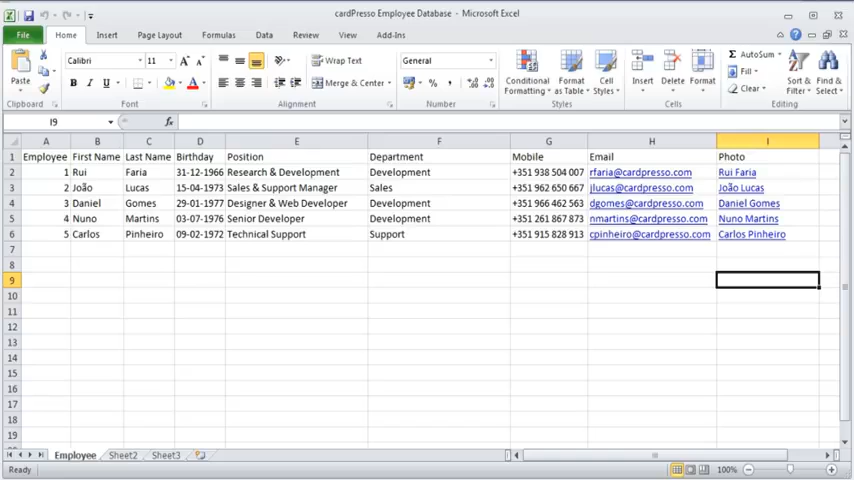 cardPresso Employee Database - Microsoft Excel
File Home Insert Page Layout Formulas Data Review View Add-Ins
Calibri 11 Wrap Text General AutoSum
Paste Merge & Center Conditional Formatting Format as Table Cell Styles Insert Delete Format Fill Clear Sort & Filter Find & Select
Clipboard Font Alignment Number Styles Cells Editing
I9 fx
A B C D E F G H I
1 Employee First Name Last Name Birthday Position Department Mobile Email Photo
2 1 Rui Faria 31-12-1966 Research & Development Development +351 938 504 007 rfaria@cardpresso.com Rui Faria
3 2 João Lucas 15-04-1973 Sales & Support Manager Sales +351 962 650 667 jlucas@cardpresso.com João Lucas
4 3 Daniel Gomes 29-01-1977 Designer & Web Developer Development +351 966 462 563 dgomes@cardpresso.com Daniel Gomes
5 4 Nuno Martins 03-07-1976 Senior Developer Development +351 261 867 873 nmartins@cardpresso.com Nuno Martins
6 5 Carlos Pinheiro 09-02-1972 Technical Support Support +351 915 828 913 cpinheiro@cardpresso.com Carlos Pinheiro
7
8
9
10
11
12
13
14
15
16
17
18
19
Employee Sheet2 Sheet3
Ready 100%